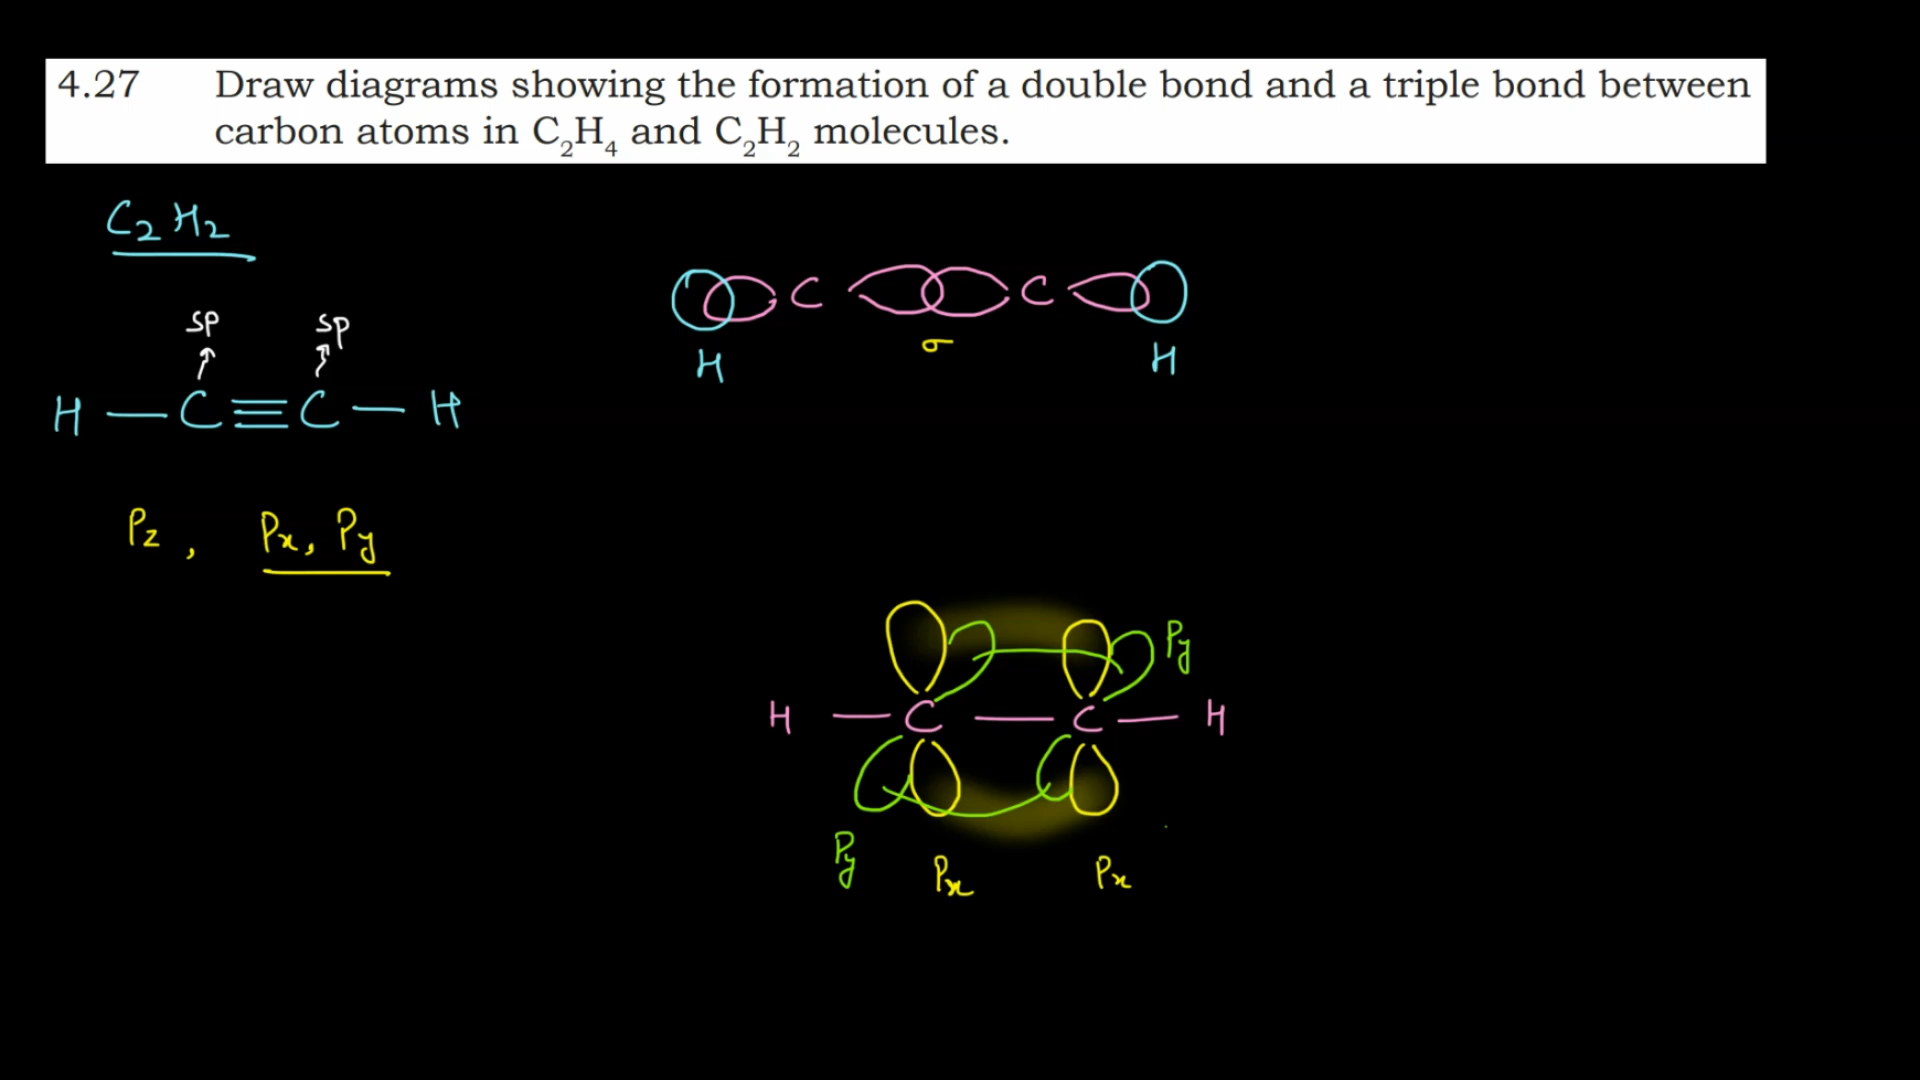 4.27 Draw diagrams showing the formation of a double bond and a triple bond between
carbon atoms in C₂H₄ and C₂H₂ molecules.
C₂H₂
sp sp
H — C ≡ C — H
Pz, Px, Py
C C
σ
H H
Py
H — C — C — H
Py Px Px